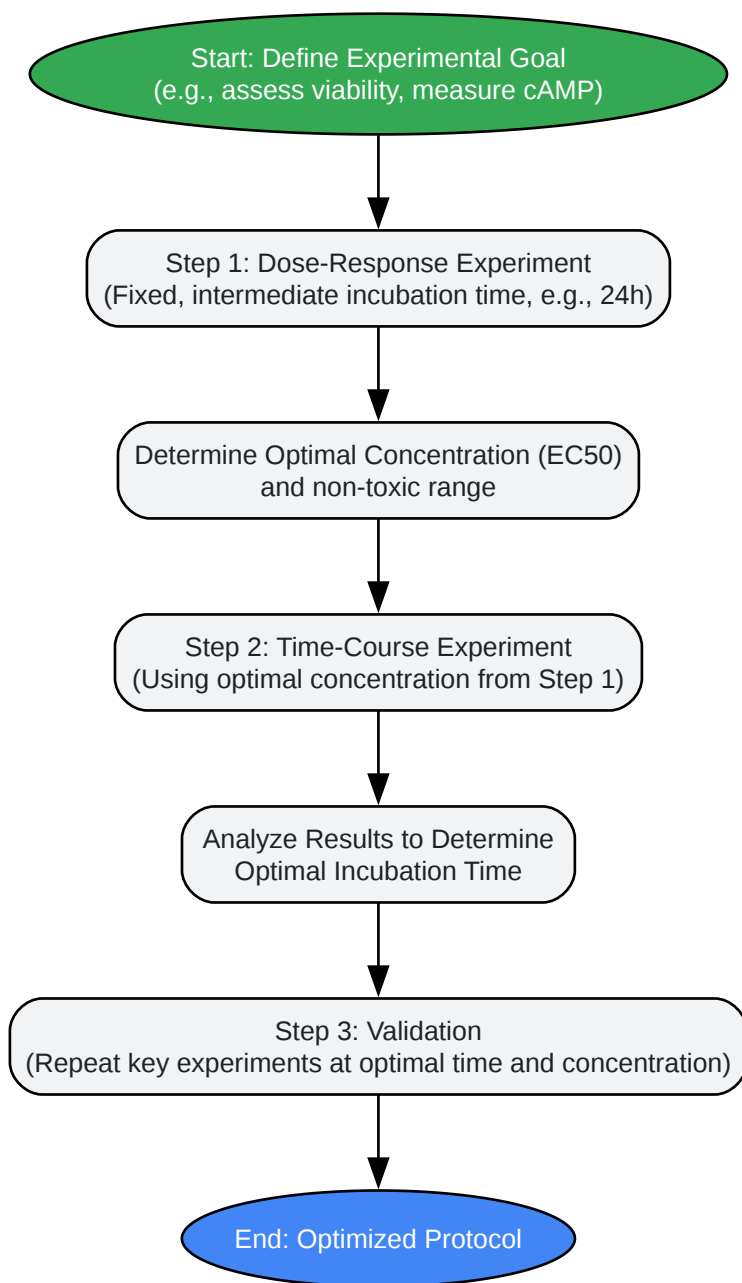 Start: Define Experimental Goal
(e.g., assess viability, measure cAMP)
Step 1: Dose-Response Experiment
(Fixed, intermediate incubation time, e.g., 24h)
Determine Optimal Concentration (EC50)
and non-toxic range
Step 2: Time-Course Experiment
(Using optimal concentration from Step 1)
Analyze Results to Determine
Optimal Incubation Time
Step 3: Validation
(Repeat key experiments at optimal time and concentration)
End: Optimized Protocol